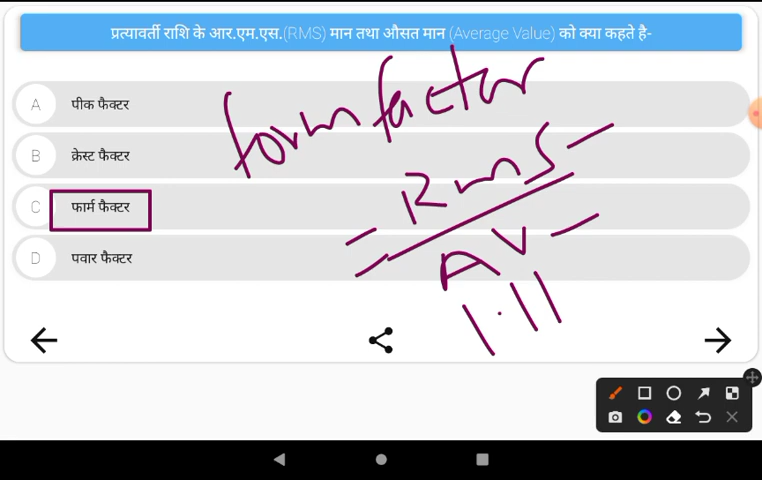 प्रत्यावर्ती राशि के आर.एम.एस.(RMS) मान तथा औसत मान (Average Value) को क्या कहते है-
A पीक फैक्टर
B क्रेस्ट फैक्टर
C फार्म फैक्टर
D पवार फैक्टर
form factor
= Rms
= AV =
1.11